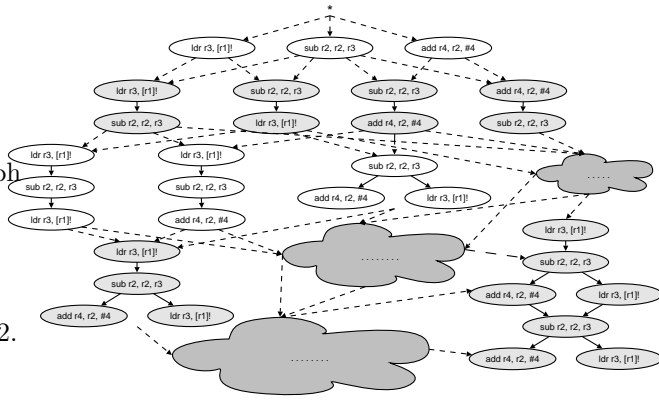 *
ldr r3, [r1]! sub r2, r2, r3 add r4, r2, #4
ldr r3, [r1]! sub r2, r2, r3 sub r2, r2, r3 add r4, r2, #4
sub r2, r2, r3 ldr r3, [r1]! add r4, r2, #4 sub r2, r2, r3
ldr r3, [r1]! ldr r3, [r1]! sub r2, r2, r3
ph . . . . .
sub r2, r2, r3 sub r2, r2, r3
add r4, r2, #4 ldr r3, [r1]!
ldr r3, [r1]! add r4, r2, #4
ldr r3, [r1]!
ldr r3, [r1]! . . . . . . . . sub r2, r2, r3
sub r2, r2, r3
add r4, r2, #4 ldr r3, [r1]!
add r4, r2, #4 ldr r3, [r1]!
2. sub r2, r2, r3
. . . . . . . . add r4, r2, #4 ldr r3, [r1]!